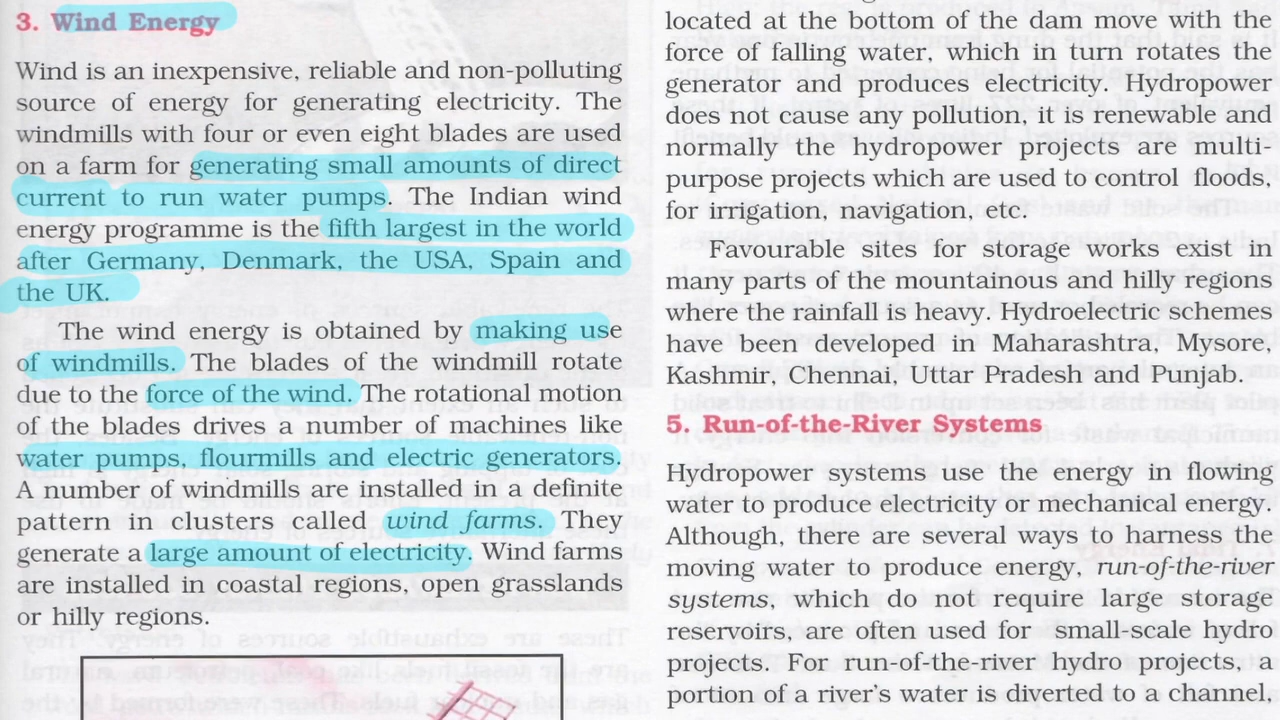 3. Wind Energy
Wind is an inexpensive, reliable and non-polluting
source of energy for generating electricity. The
windmills with four or even eight blades are used
on a farm for generating small amounts of direct
current to run water pumps. The Indian wind
energy programme is the fifth largest in the world
after Germany, Denmark, the USA, Spain and
the UK.
The wind energy is obtained by making use
of windmills. The blades of the windmill rotate
due to the force of the wind. The rotational motion
of the blades drives a number of machines like
water pumps, flourmills and electric generators.
A number of windmills are installed in a definite
pattern in clusters called wind farms. They
generate a large amount of electricity. Wind farms
are installed in coastal regions, open grasslands
or hilly regions.
located at the bottom of the dam move with the
force of falling water, which in turn rotates the
generator and produces electricity. Hydropower
does not cause any pollution, it is renewable and
normally the hydropower projects are multi-
purpose projects which are used to control floods,
for irrigation, navigation, etc.
Favourable sites for storage works exist in
many parts of the mountainous and hilly regions
where the rainfall is heavy. Hydroelectric schemes
have been developed in Maharashtra, Mysore,
Kashmir, Chennai, Uttar Pradesh and Punjab.
5. Run-of-the-River Systems
Hydropower systems use the energy in flowing
water to produce electricity or mechanical energy.
Although, there are several ways to harness the
moving water to produce energy, run-of-the-river
systems, which do not require large storage
reservoirs, are often used for small-scale hydro
projects. For run-of-the-river hydro projects, a
portion of a river's water is diverted to a channel,